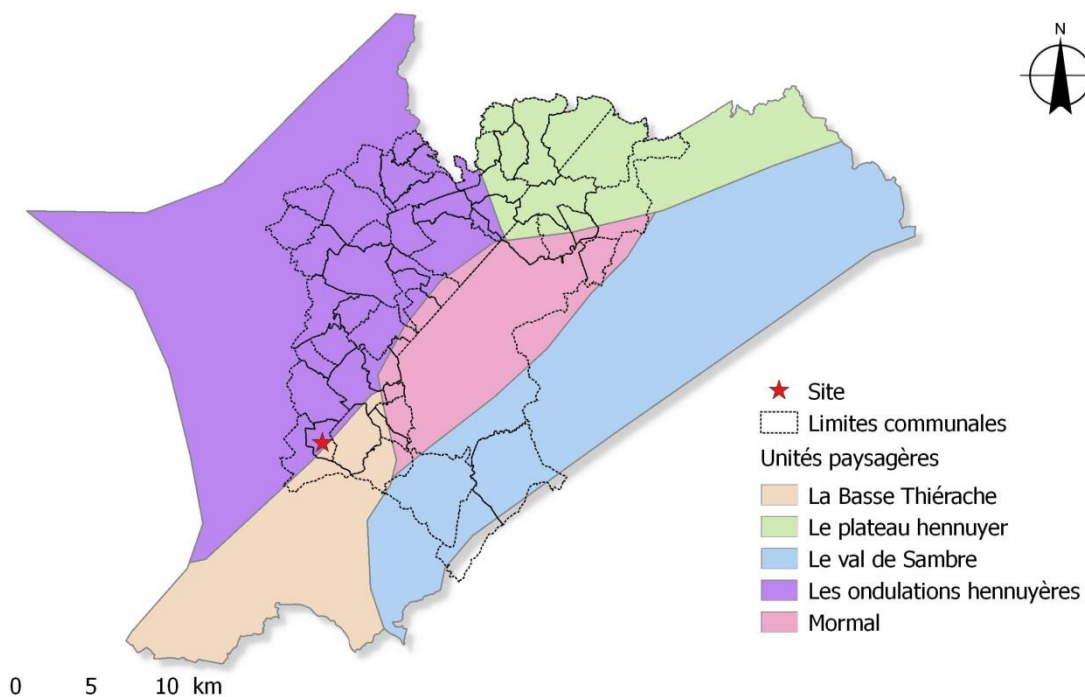 N
Site
Limites communales
Unités paysagères
La Basse Thiérache
Le plateau hennuyer
Le val de Sambre
Les ondulations hennuyères
Mormal
0 5 10 km